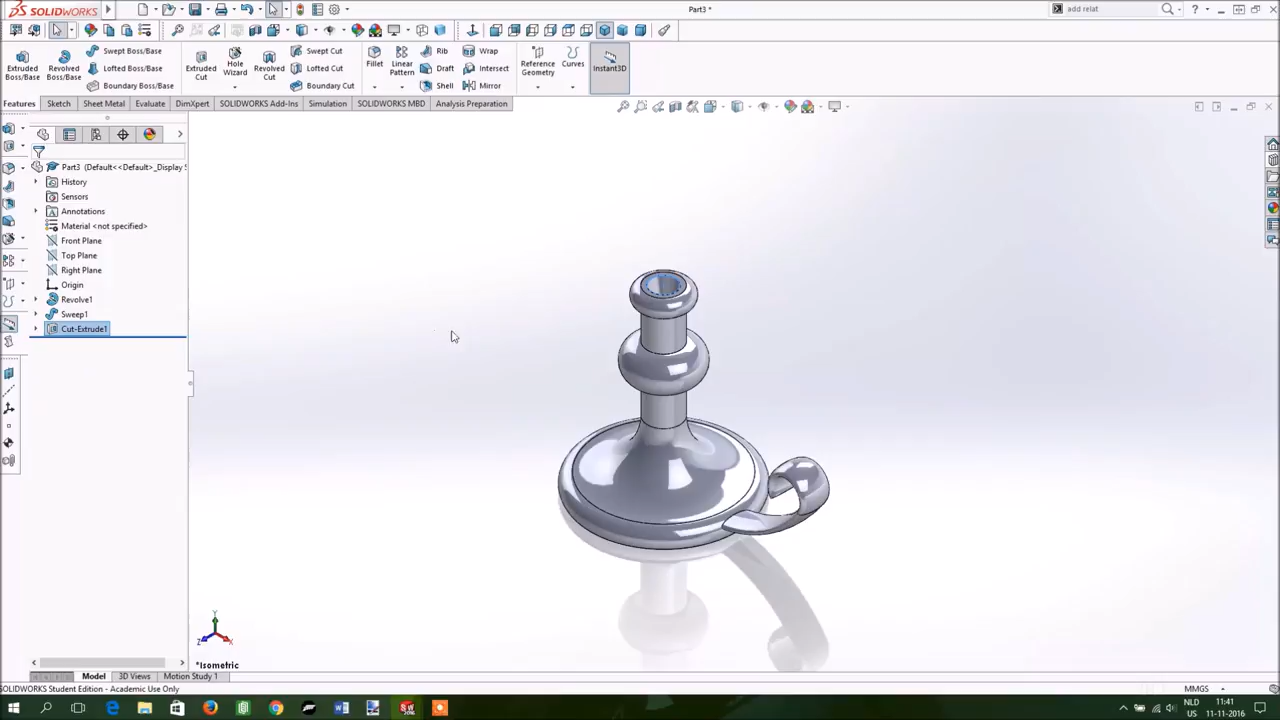 SOLIDWORKS
Part3 *
add relat
Extruded Boss/Base
Revolved Boss/Base
Swept Boss/Base
Lofted Boss/Base
Boundary Boss/Base
Extruded Cut
Hole Wizard
Revolved Cut
Swept Cut
Lofted Cut
Boundary Cut
Fillet
Linear Pattern
Rib
Draft
Shell
Wrap
Intersect
Mirror
Reference Geometry
Curves
Instant3D
Features Sketch Sheet Metal Evaluate DimXpert SOLIDWORKS Add-Ins Simulation SOLIDWORKS MBD Analysis Preparation
Part3 (Default<<Default>_Display S
History
Sensors
Annotations
Material <not specified>
Front Plane
Top Plane
Right Plane
Origin
Revolve1
Sweep1
Cut-Extrude1
Y
Z
X
*Isometric
Model 3D Views Motion Study 1
SOLIDWORKS Student Edition - Academic Use Only
MMGS
NLD 11:41
US 11-11-2016